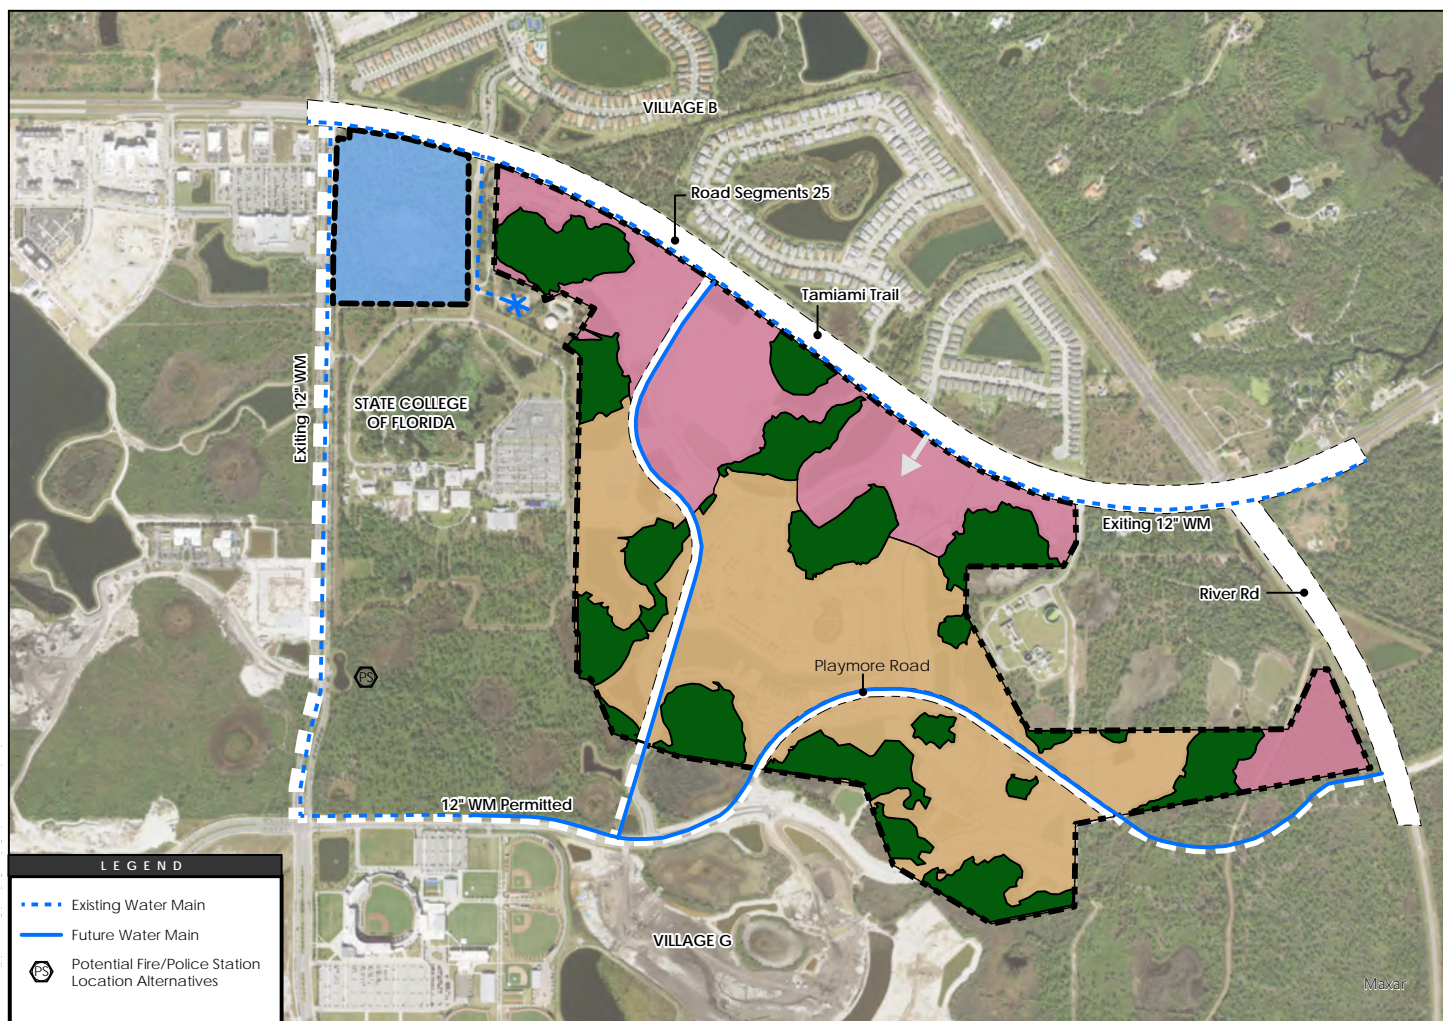 VILLAGE B
Road Segments 25
Tamiami Trail
Exiting 12" WM
STATE COLLEGE
OF FLORIDA
Exiting 12" WM
River Rd
Playmore Road
PS
12" WM Permitted
VILLAGE G
Maxar
LEGEND
Existing Water Main
Future Water Main
PS
Potential Fire/Police Station
Location Alternatives